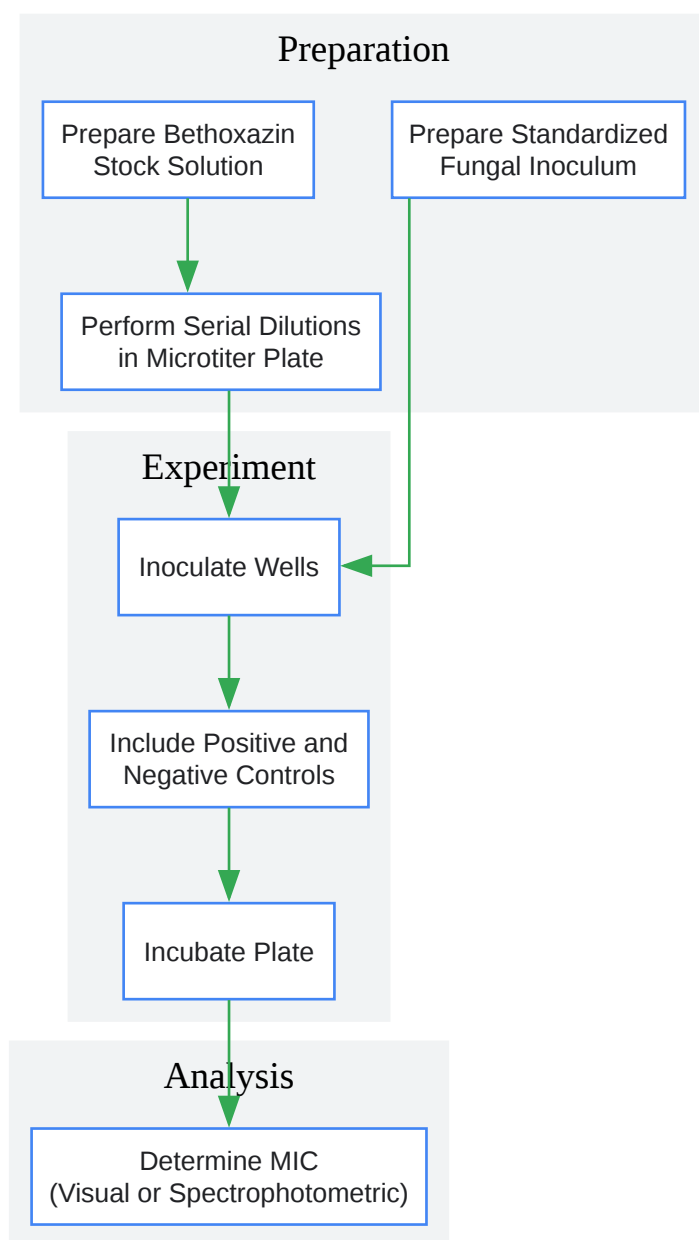 Preparation
Prepare Bethoxazin
Stock Solution
Prepare Standardized
Fungal Inoculum
Perform Serial Dilutions
in Microtiter Plate
Experiment
Inoculate Wells
Include Positive and
Negative Controls
Incubate Plate
Analysis
Determine MIC
(Visual or Spectrophotometric)